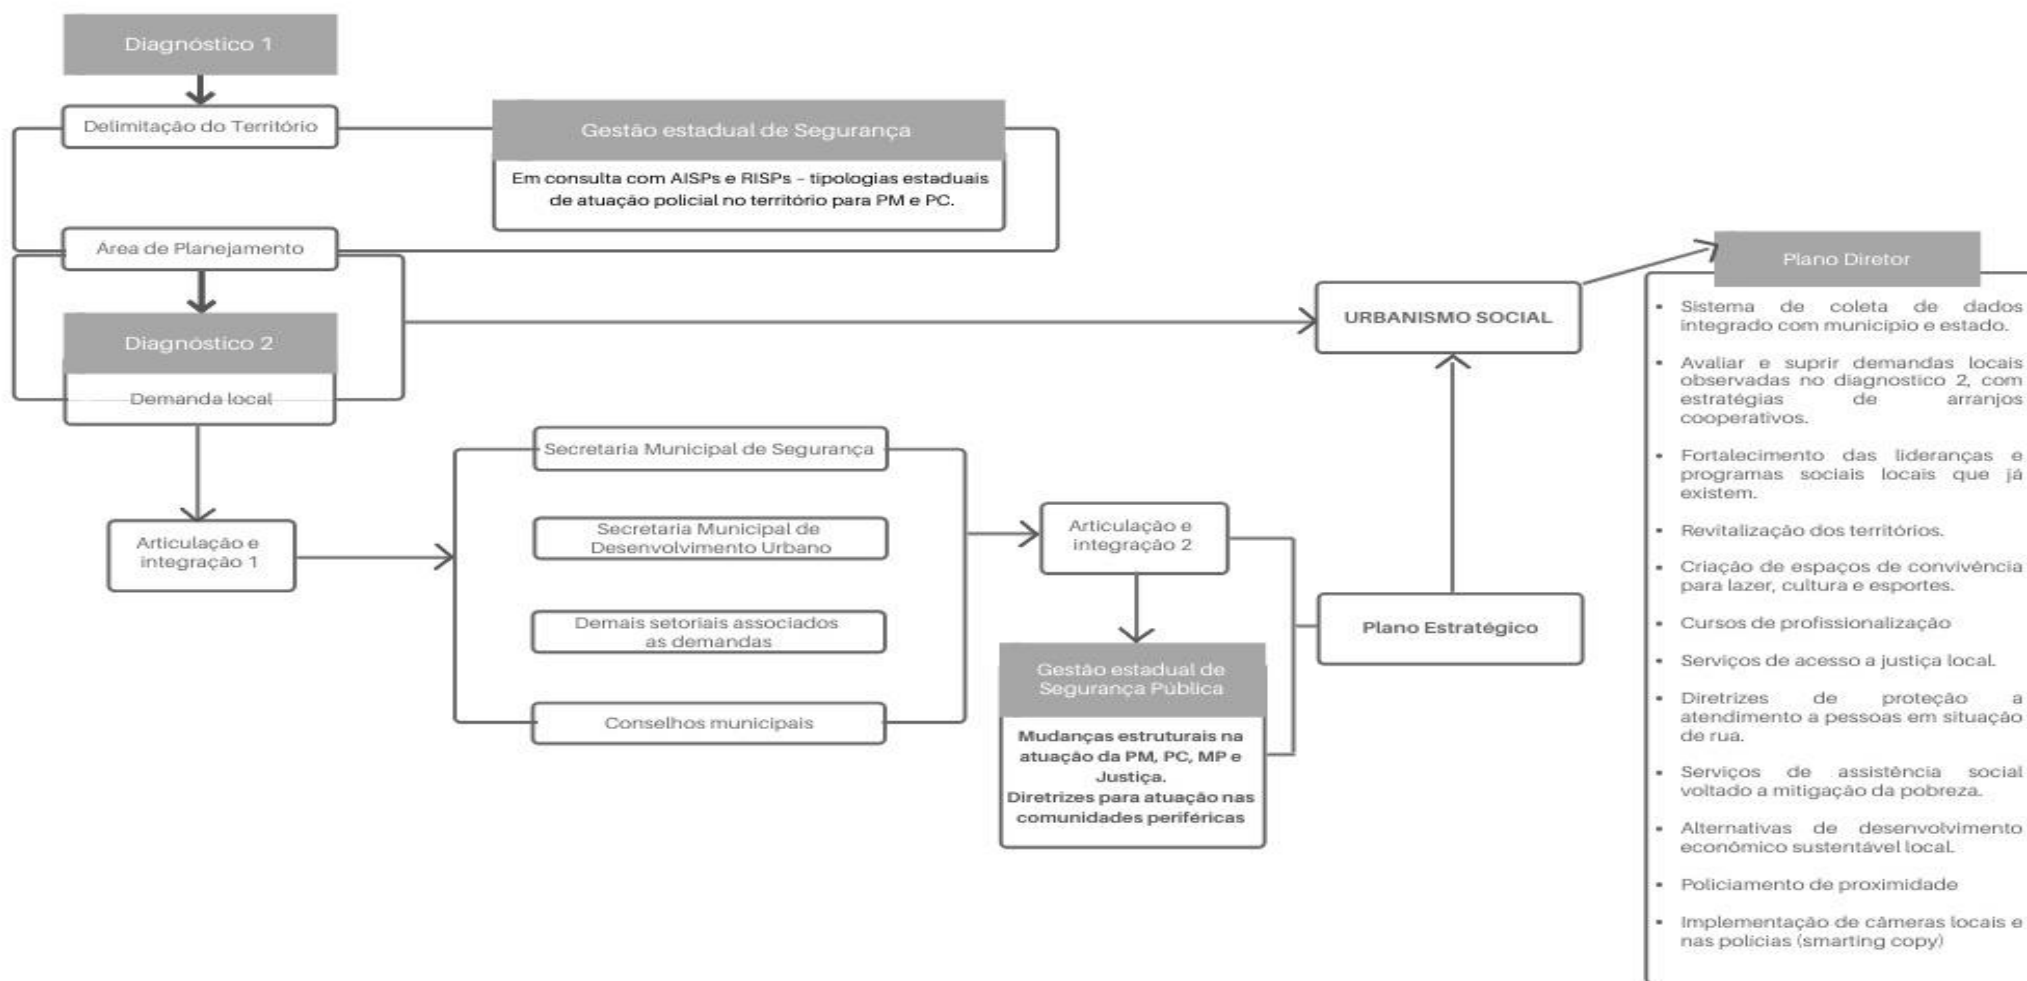 Diagnóstico 1
Delimitação do Território
Gestão estadual de Segurança
Em consulta com AISPs e RISPs - tipologias estaduais
de atuação policial no território para PM e PC.
Área de Planejamento
Diagnóstico 2
Demanda local
Articulação e
integração 1
Secretaria Municipal de Segurança
Secretaria Municipal de
Desenvolvimento Urbano
Demais setoriais associados
as demandas
Conselhos municipais
Articulação e
integração 2
Gestão estadual de
Segurança Pública
Mudanças estruturais na
atuação da PM, PC, MP e
Justiça.
Diretrizes para atuação nas
comunidades periféricas
URBANISMO SOCIAL
Plano Estratégico
Plano Diretor
• Sistema de coleta de dados
integrado com município e estado.
• Avaliar e suprir demandas locais
observadas no diagnostico 2, com
estratégias de arranjos
cooperativos.
• Fortalecimento das lideranças e
programas sociais locais que já
existem.
• Revitalização dos territórios.
• Criação de espaços de convivência
para lazer, cultura e esportes.
• Cursos de profissionalização
• Serviços de acesso a justiça local.
• Diretrizes de proteção a
atendimento a pessoas em situação
de rua.
• Serviços de assistência social
voltado a mitigação da pobreza.
• Alternativas de desenvolvimento
econômico sustentável local.
• Policiamento de proximidade
• Implementação de câmeras locais e
nas polícias (smarting copy)